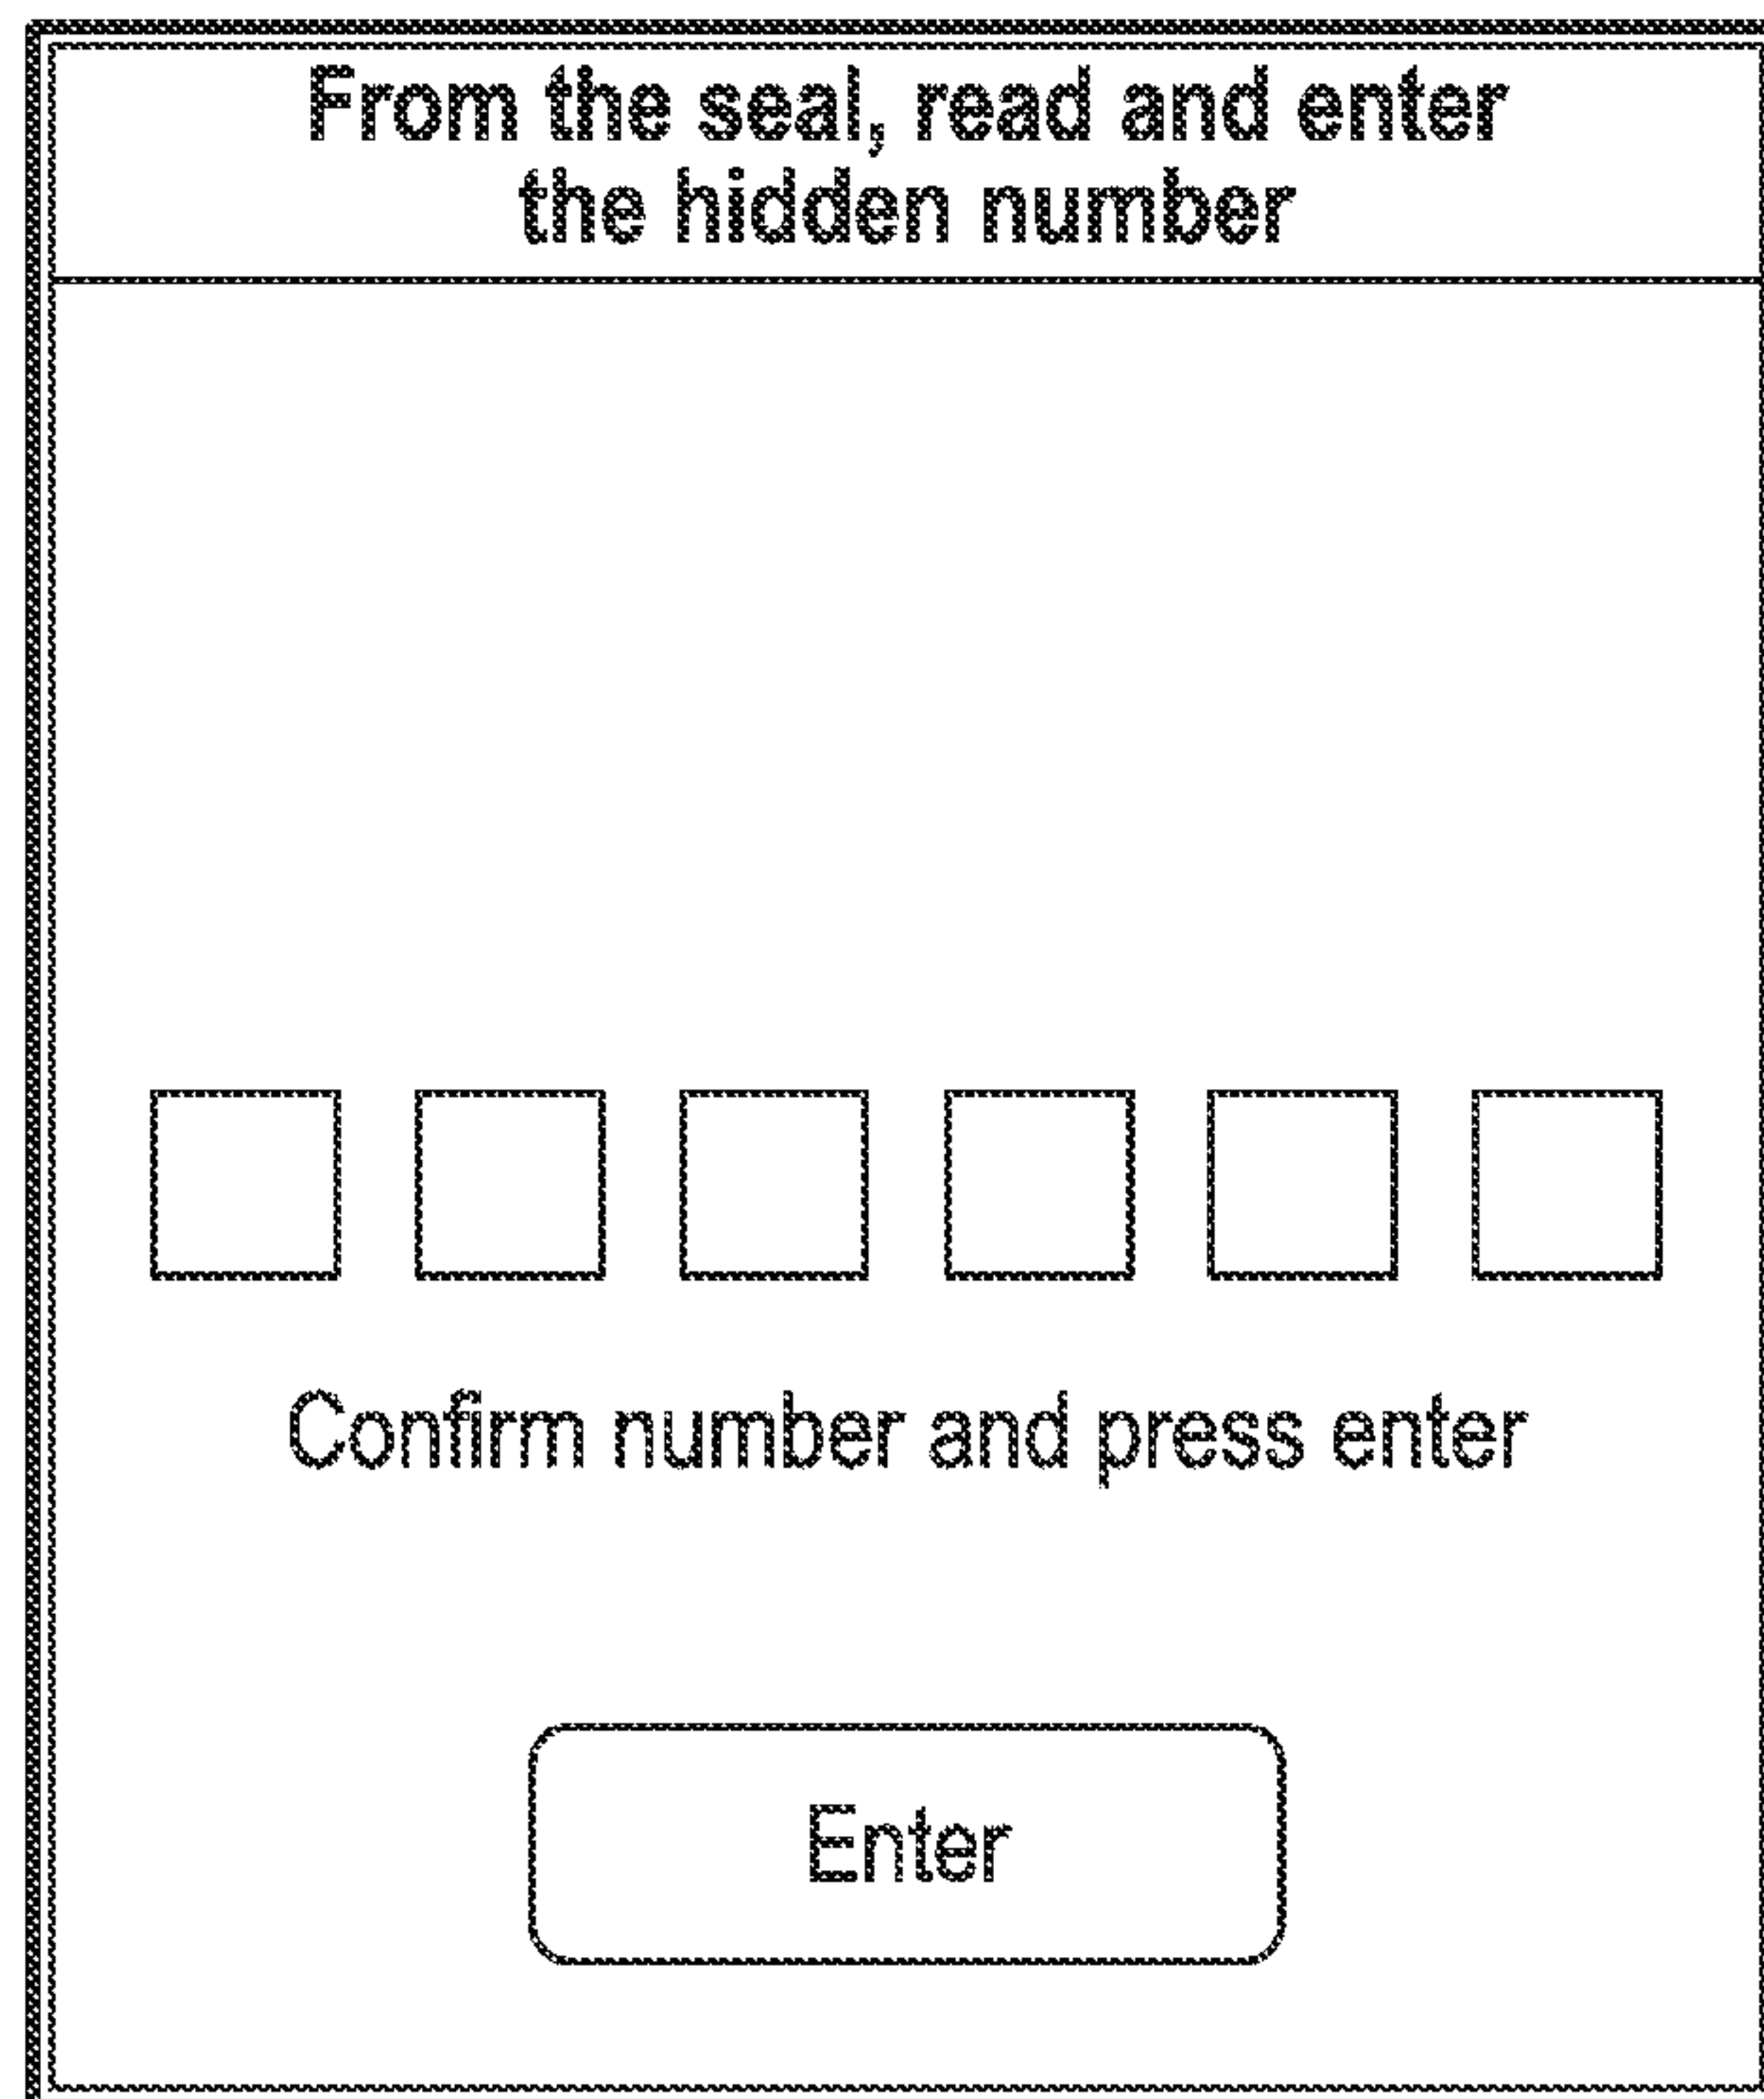 From the seal, read and enter
the hidden number
Confirm number and press enter
Enter